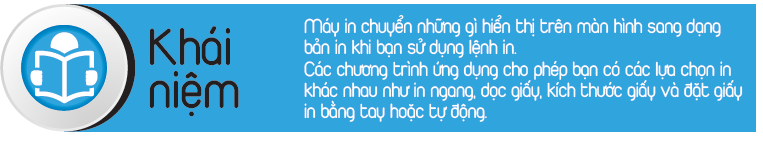 Khái
niệm
Máy in chuyển những gì hiển thị trên màn hình sang dạng
bản in khi bạn sử dụng lệnh in.
Các chương trình ứng dụng cho phép bạn có các lựa chọn in
khác nhau như in ngang, dọc giấy, kích thước giấy và đặt giấy
in bằng tay hoặc tự động.